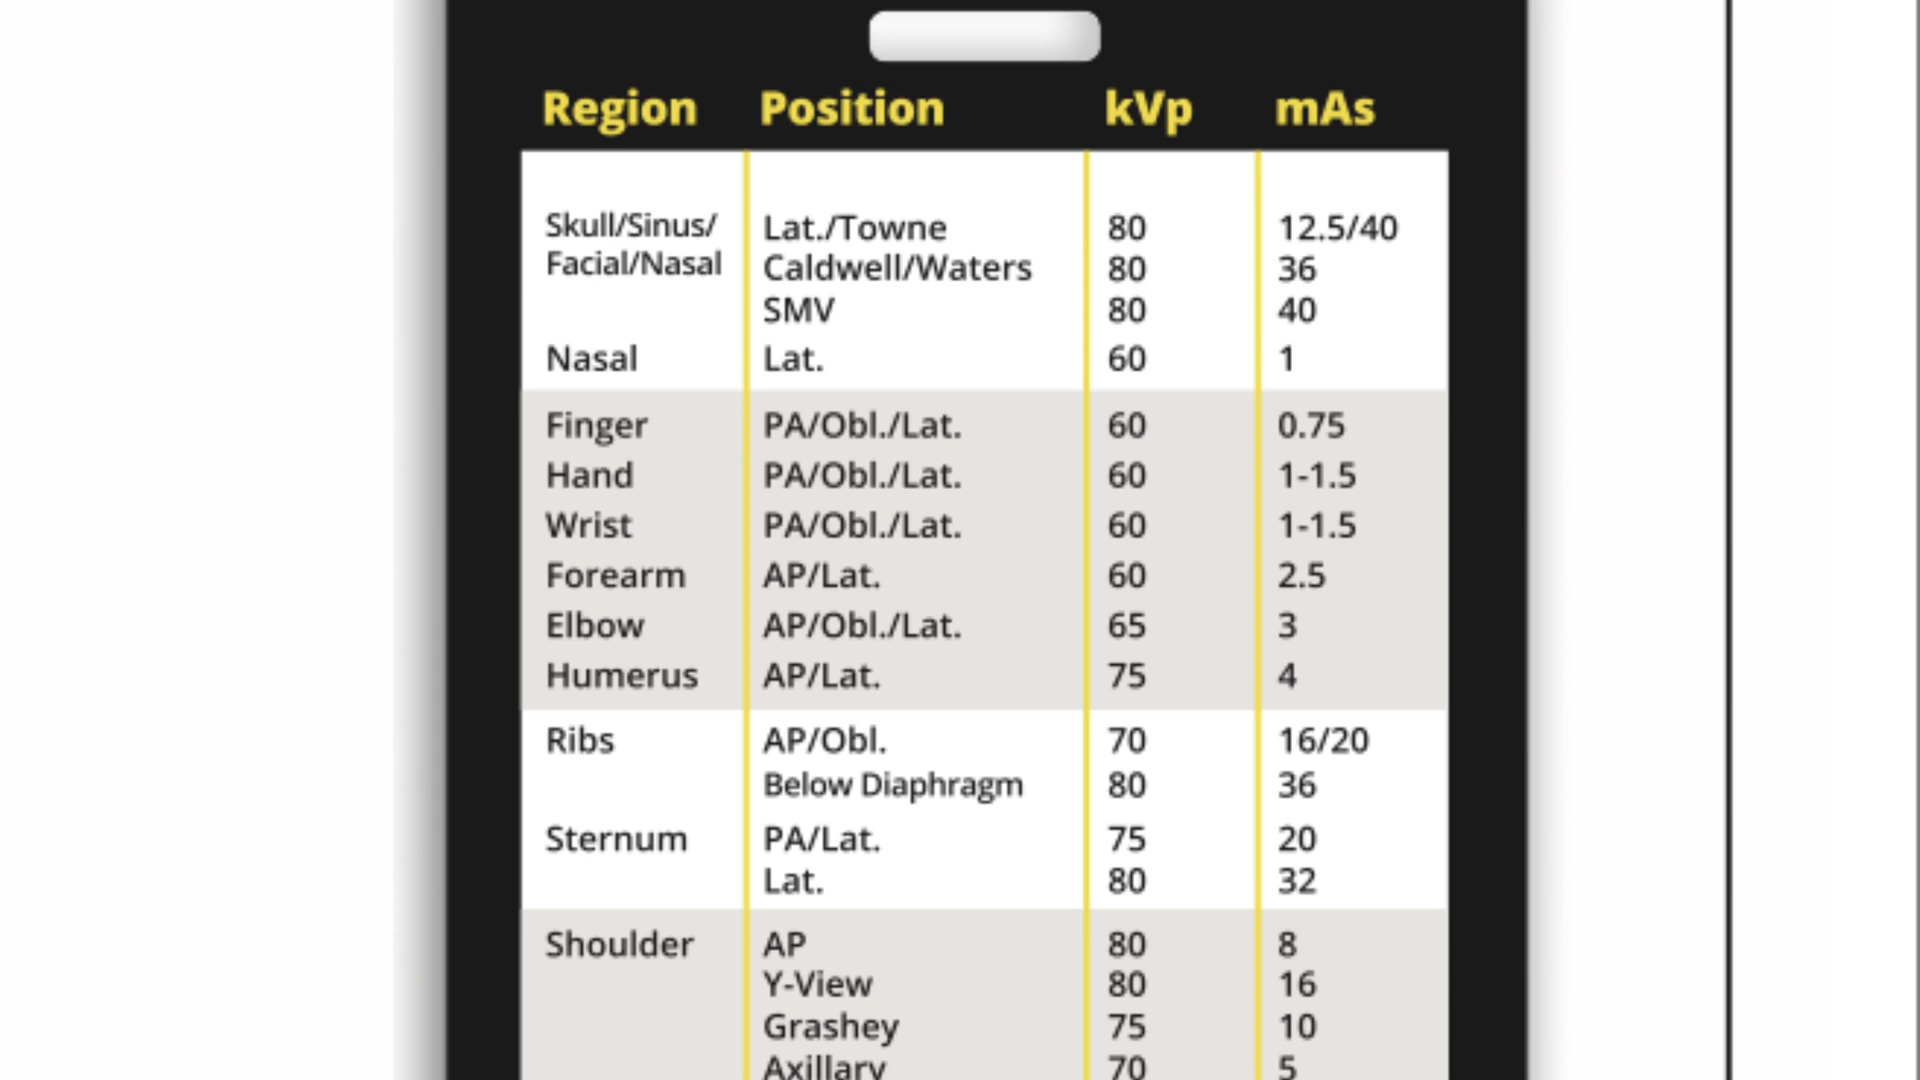 Region Position kVp mAs
Skull/Sinus/ Lat./Towne 80 12.5/40
Facial/Nasal Caldwell/Waters 80 36
SMV 80 40
Nasal Lat. 60 1
Finger PA/Obl./Lat. 60 0.75
Hand PA/Obl./Lat. 60 1-1.5
Wrist PA/Obl./Lat. 60 1-1.5
Forearm AP/Lat. 60 2.5
Elbow AP/Obl./Lat. 65 3
Humerus AP/Lat. 75 4
Ribs AP/Obl. 70 16/20
Below Diaphragm 80 36
Sternum PA/Lat. 75 20
Lat. 80 32
Shoulder AP 80 8
Y-View 80 16
Grashey 75 10
Axillary 70 5